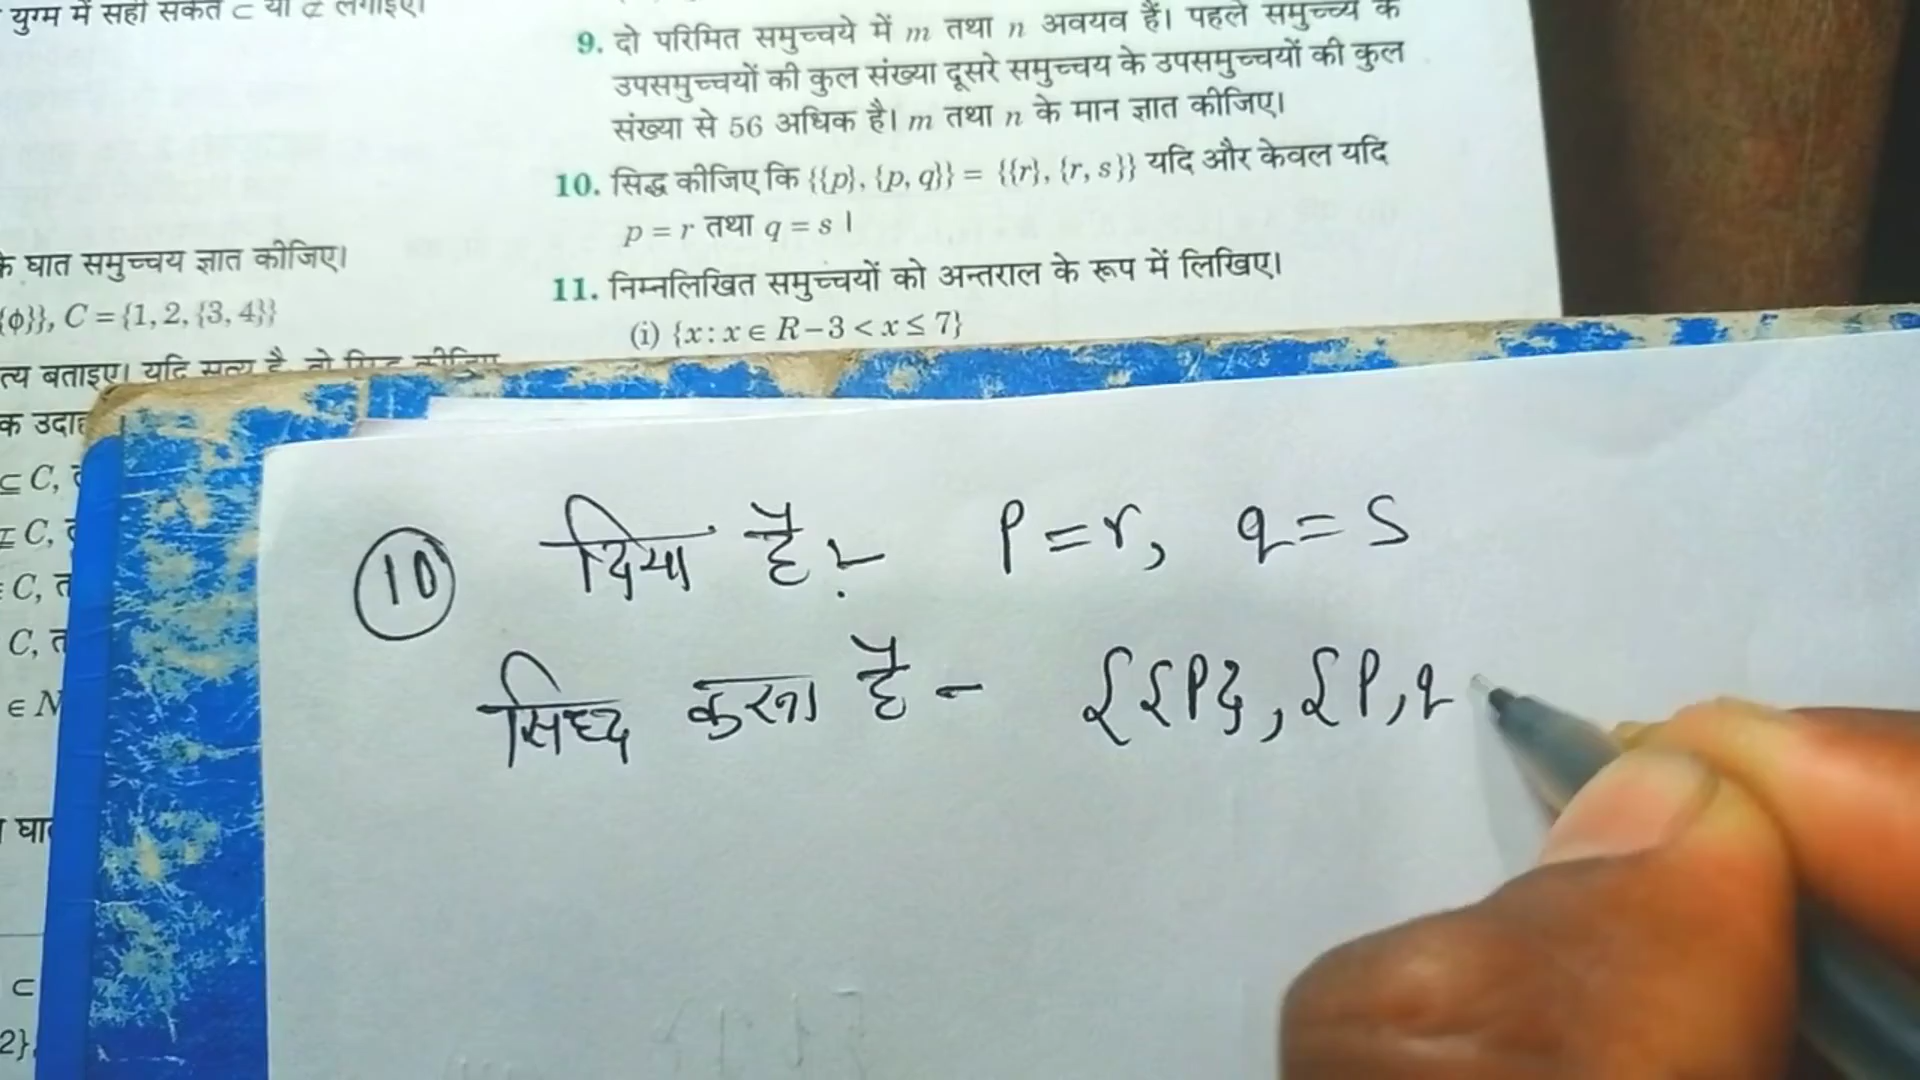 युग्म में सही संकेत ⊂ या ⊄ लगाइए।
के घात समुच्चय ज्ञात कीजिए।
{ϕ}}, C = {1, 2, {3, 4}}
त्य बताइए। यदि सत्य है, तो सिद्ध कीजिए
क उदाह
⊆ C,
C,
C, त
C, त
∈ N
घात
⊂
2},
9. दो परिमित समुच्चये में m तथा n अवयव हैं। पहले समुच्च्य के
उपसमुच्चयों की कुल संख्या दूसरे समुच्चय के उपसमुच्चयों की कुल
संख्या से 56 अधिक है। m तथा n के मान ज्ञात कीजिए।
10. सिद्ध कीजिए कि {{p}, {p, q}} = {{r}, {r, s}} यदि और केवल यदि
p = r तथा q = s ।
11. निम्नलिखित समुच्चयों को अन्तराल के रूप में लिखिए।
(i) {x : x ∈ R – 3 < x ≤ 7}
10 दिया है:- P = r, q = s
सिध्द करना है - {{P}, {P, q